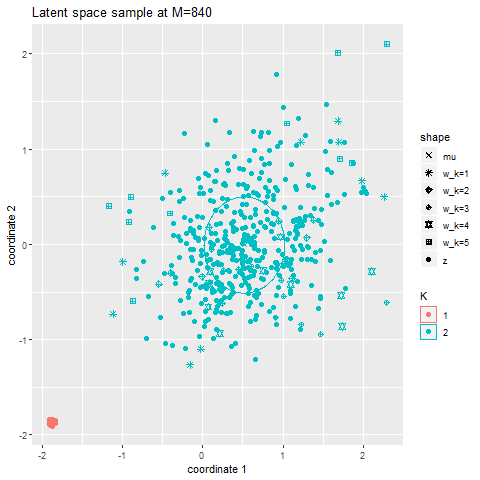 Latent space sample at M=840
2
1
0
-1
-2
-2
-1
0
1
2
coordinate 1
coordinate 2
shape
mu
w_k=1
w_k=2
w_k=3
w_k=4
w_k=5
z
K
1
2